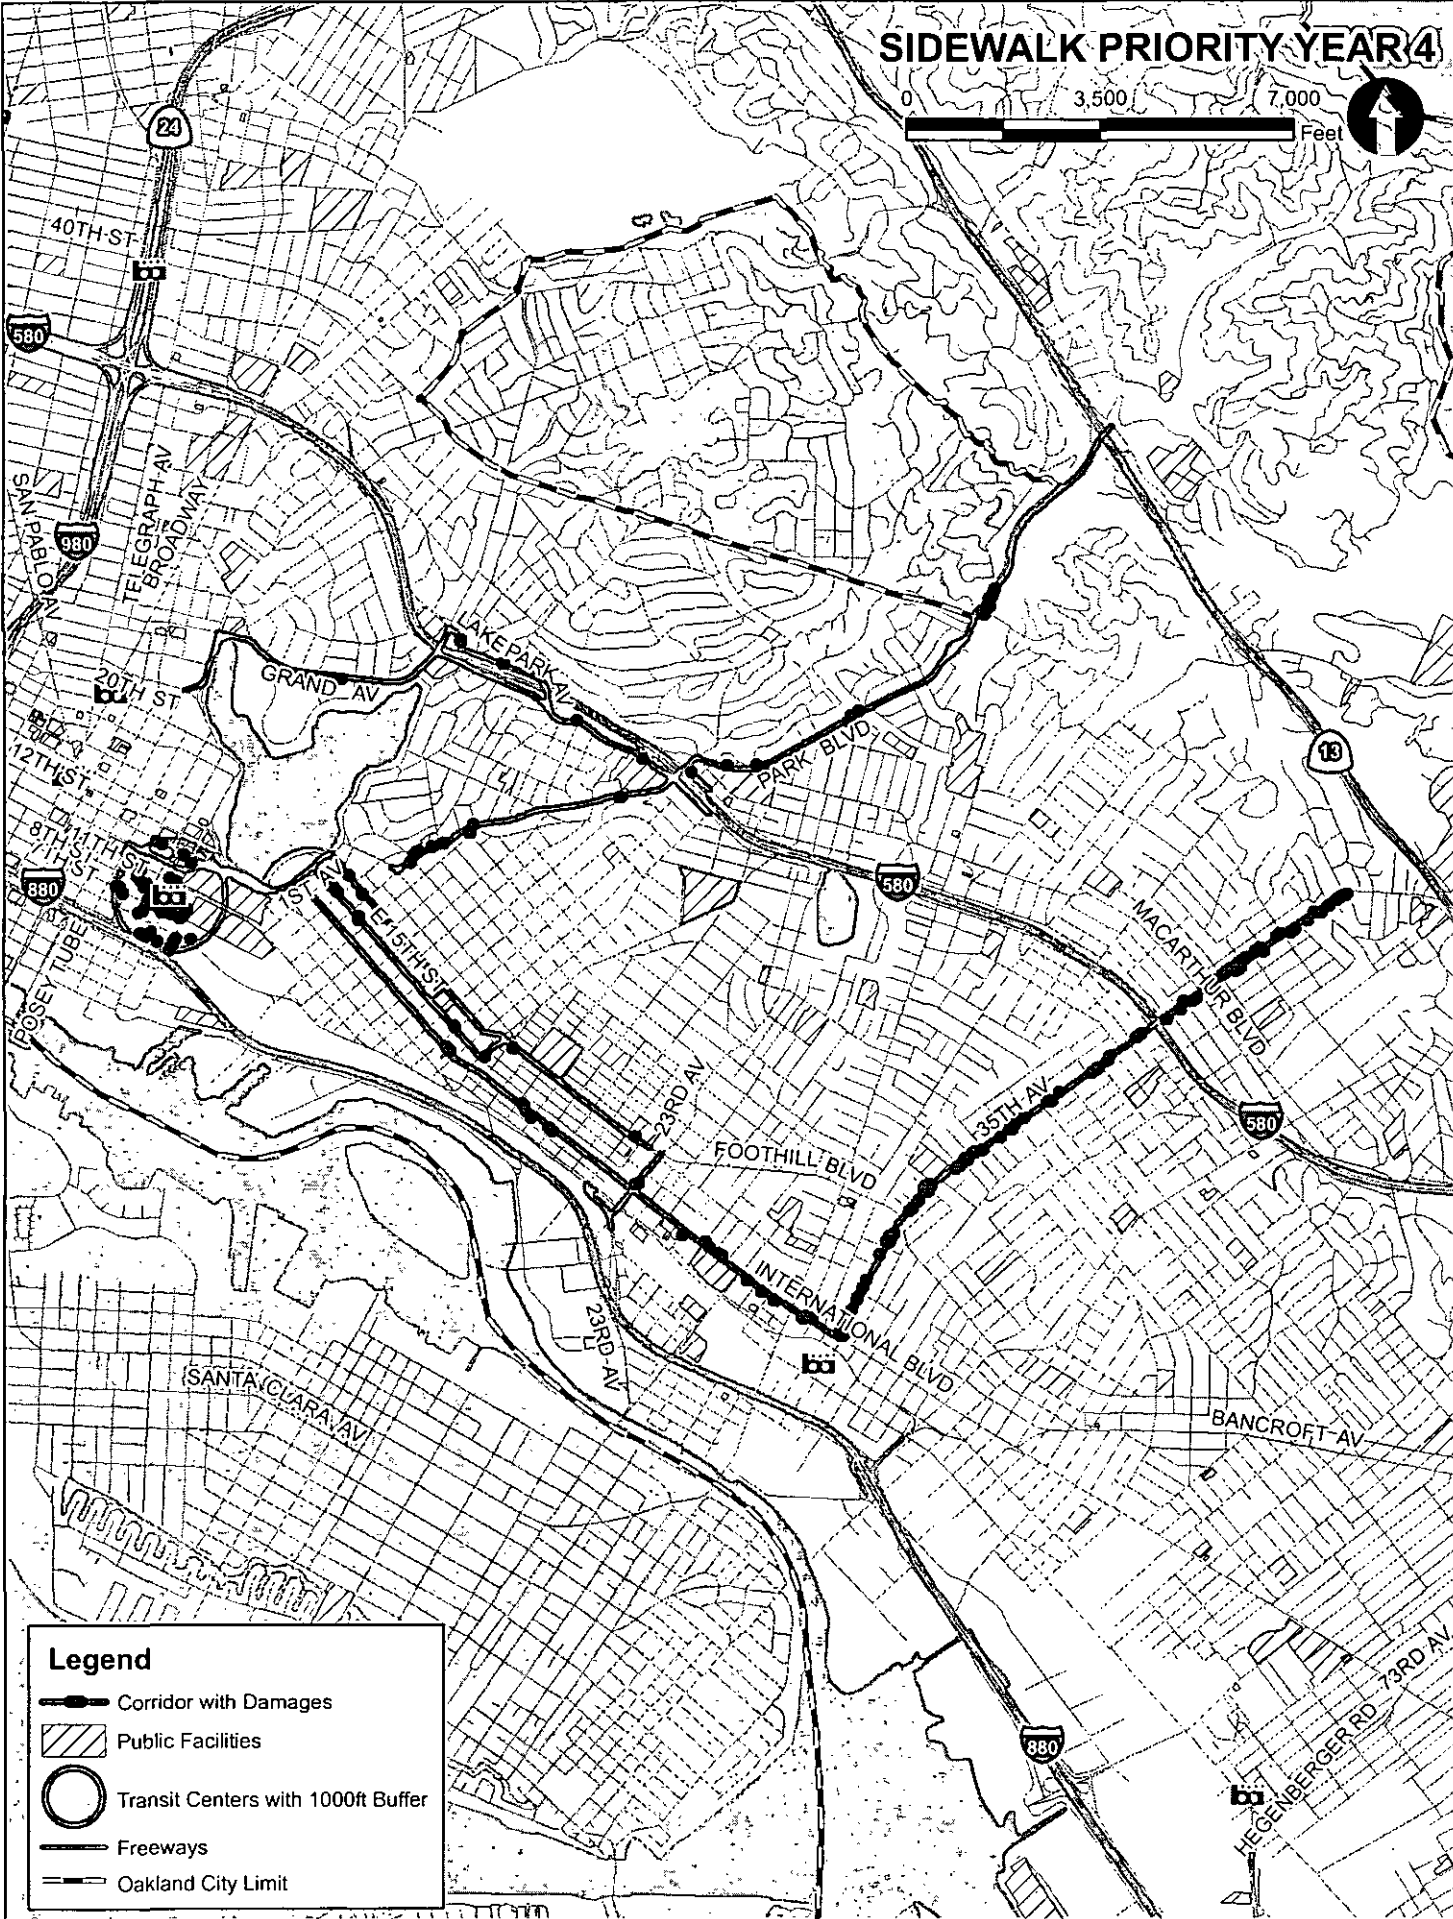 SIDEWALK PRIORITY YEAR 4
0 3,500 7,000
Feet
24
40TH ST
580
TELEGRAPH AV
BROADWAY
SAN PABLO AV
980
LAKE PARK AV
20TH ST
GRAND AV
PARK BLVD
13
12TH ST
11TH ST
8TH ST
7TH ST
880
1ST AV
580
E 15TH ST
MACARTHUR BLVD
POSEY TUBE
23RD AV
35TH AV
580
FOOTHILL BLVD
INTERNATIONAL BLVD
23RD AV
SANTA CLARA AV
BANCROFT AV
73RD AV
HEGENBERGER RD
880
Legend
Corridor with Damages
Public Facilities
Transit Centers with 1000ft Buffer
Freeways
Oakland City Limit